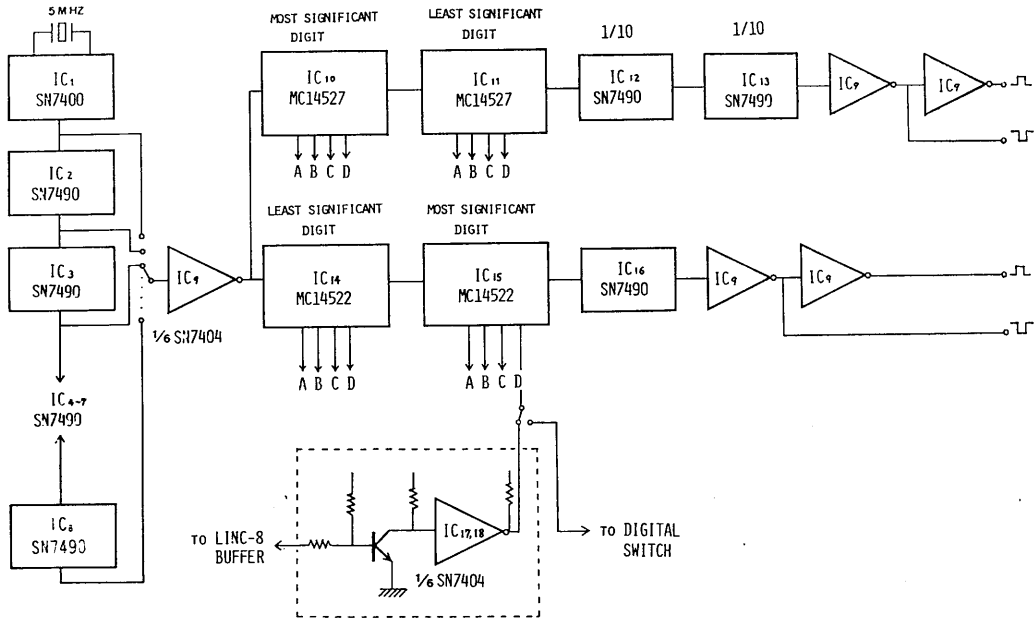 5 MHZ
IC1
SN7400
IC2
SN7490
IC3
SN7490
IC4-7
SN7490
IC8
SN7490
IC9
1/6 SN7404
MOST SIGNIFICANT
DIGIT
IC10
MC14527
A B C D
LEAST SIGNIFICANT
DIGIT
IC11
MC14527
A B C D
1/10
IC12
SN7490
1/10
IC13
SN7490
IC9
IC9
LEAST SIGNIFICANT
DIGIT
IC14
MC14522
A B C D
MOST SIGNIFICANT
DIGIT
IC15
MC14522
A B C D
IC16
SN7490
IC9
IC9
TO LINC-8
BUFFER
IC17,18
1/6 SN7404
TO DIGITAL
SWITCH